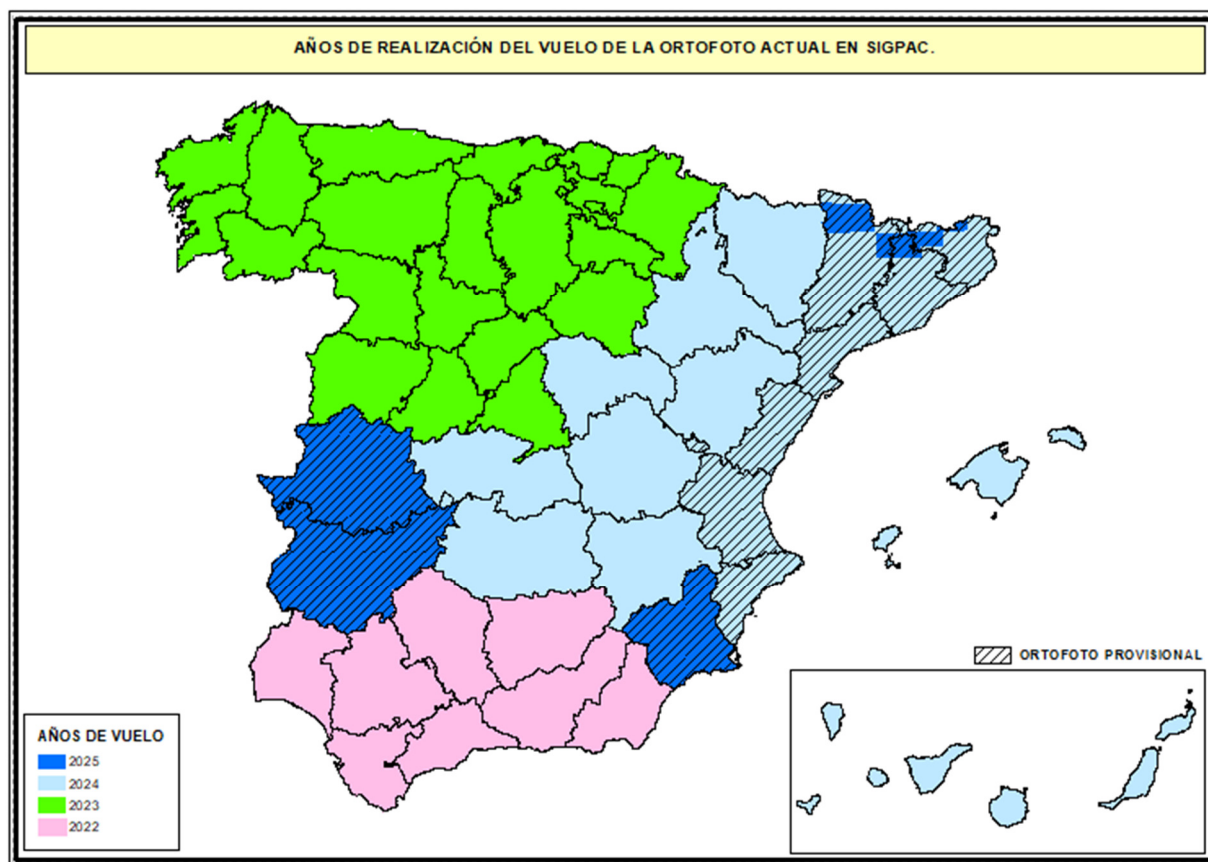 AÑOS DE REALIZACIÓN DEL VUELO DE LA ORTOFOTO ACTUAL EN SIGPAC.
ORTOFOTO PROVISIONAL
AÑOS DE VUELO
2025
2024
2023
2022